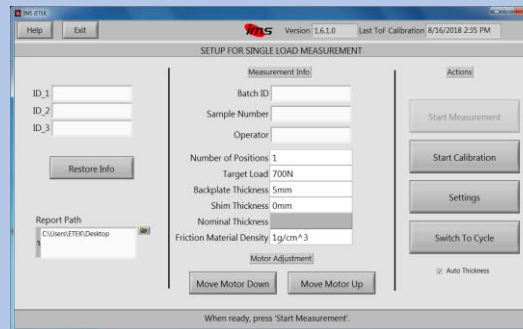 IMS ETEK
Help Exit ims Version 1.6.1.0 Last ToF Calibration 8/16/2018 2:35 PM
SETUP FOR SINGLE LOAD MEASUREMENT
Measurement Info
Actions
ID_1
ID_2
ID_3
Restore Info
Report Path
C:\Users\ETEK\Desktop
Batch ID
Sample Number
Operator
Number of Positions 1
Target Load 700N
Backplate Thickness 5mm
Shim Thickness 0mm
Nominal Thickness
Friction Material Density 1g/cm^3
Motor Adjustment
Move Motor Down Move Motor Up
Start Measurement
Start Calibration
Settings
Switch To Cycle
Auto Thickness
When ready, press 'Start Measurement'.